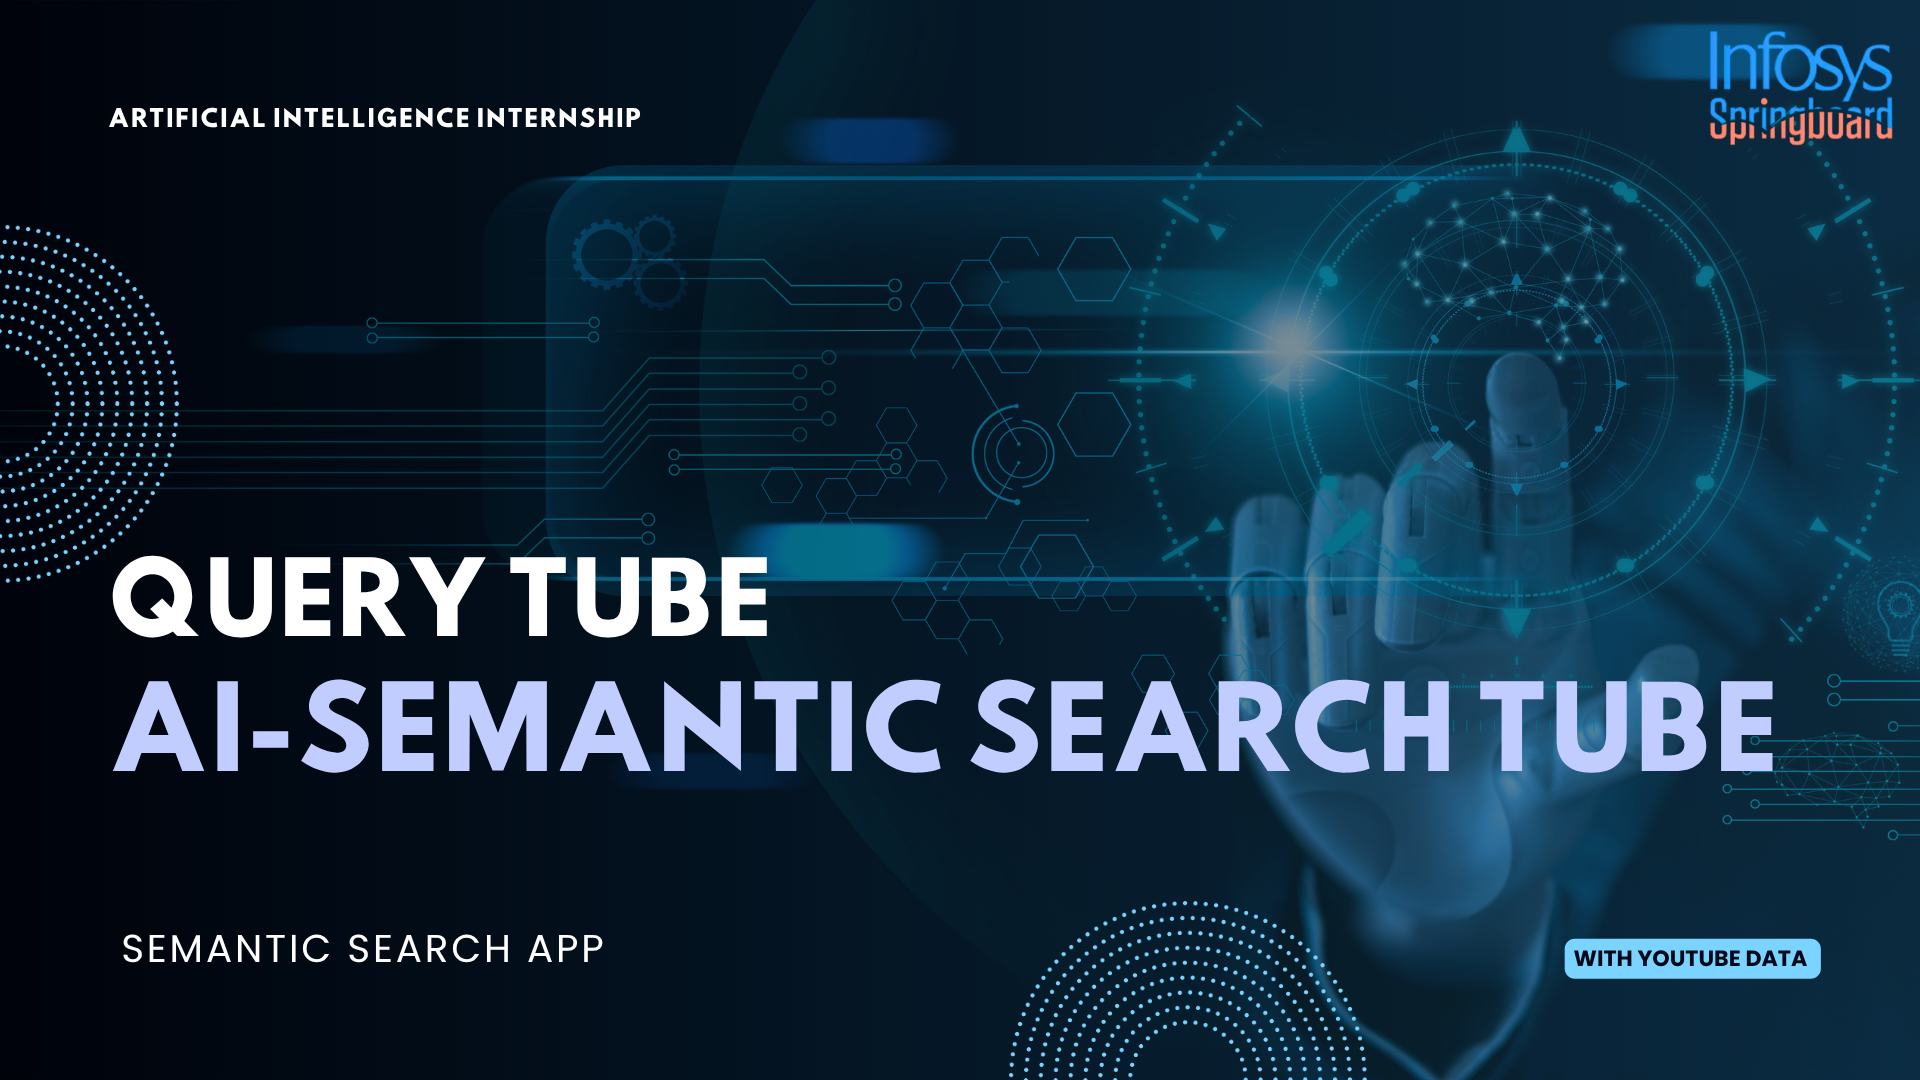 Infosys
Springboard
ARTIFICIAL INTELLIGENCE INTERNSHIP
QUERY TUBE
AI-SEMANTIC SEARCH TUBE
SEMANTIC SEARCH APP
WITH YOUTUBE DATA